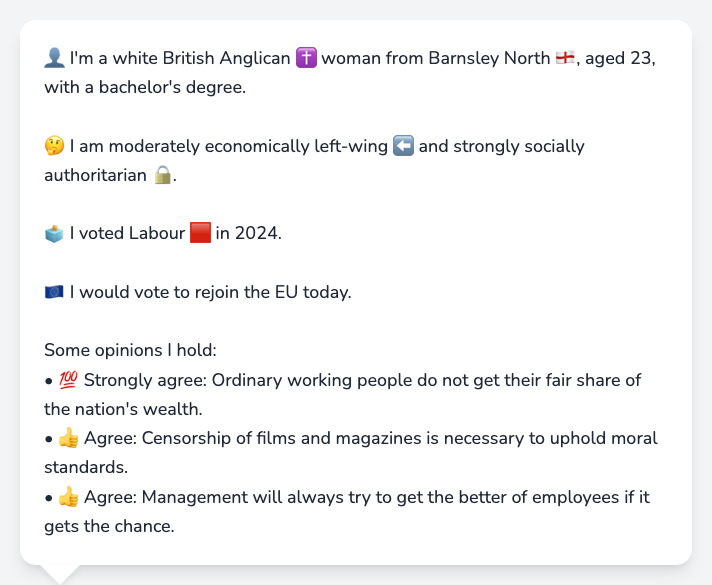 👤 I'm a white British Anglican ✝️ woman from Barnsley North 🏴󠁧󠁢󠁥󠁮󠁧󠁿, aged 23,
with a bachelor's degree.
🤔 I am moderately economically left-wing ⬅️ and strongly socially
authoritarian 🔒.
🗳️ I voted Labour 🟥 in 2024.
🇪🇺 I would vote to rejoin the EU today.
Some opinions I hold:
• 💯 Strongly agree: Ordinary working people do not get their fair share of
the nation's wealth.
• 👍 Agree: Censorship of films and magazines is necessary to uphold moral
standards.
• 👍 Agree: Management will always try to get the better of employees if it
gets the chance.